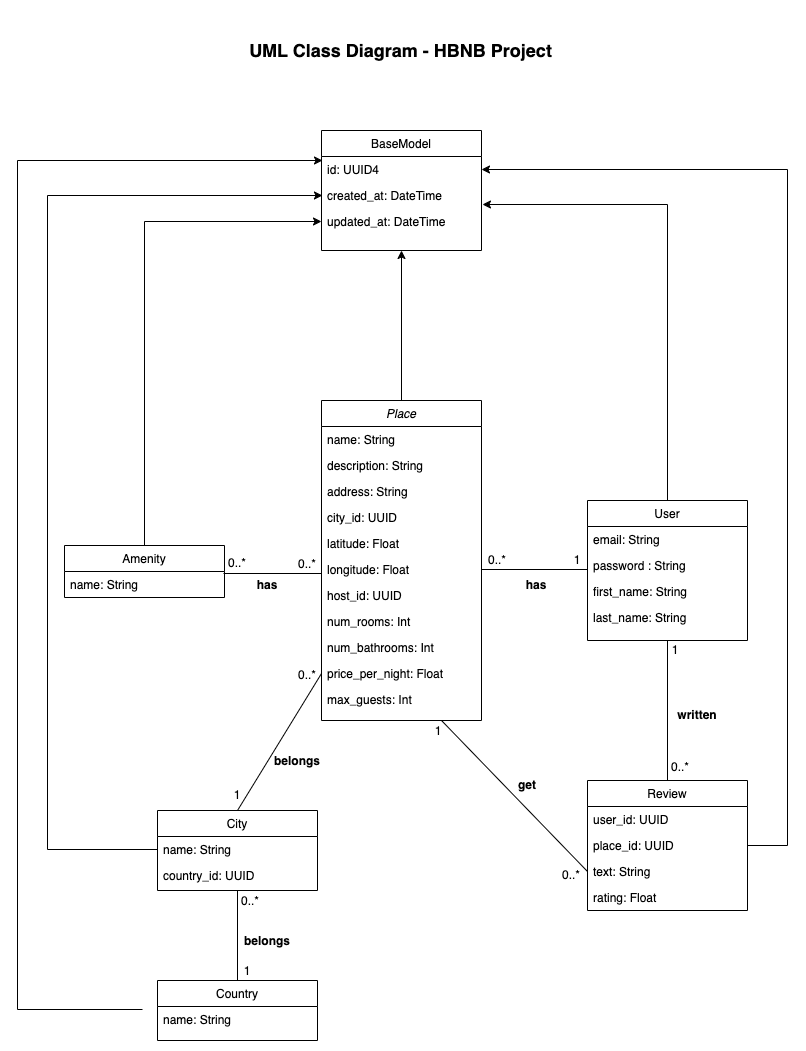 UML Class Diagram - HBNB Project
BaseModel
id: UUID4
created_at: DateTime
updated_at: DateTime
Place
name: String
description: String
address: String
city_id: UUID
latitude: Float
longitude: Float
host_id: UUID
num_rooms: Int
num_bathrooms: Int
price_per_night: Float
max_guests: Int
Amenity
name: String
0..*
0..*
has
0..*
1
has
User
email: String
password : String
first_name: String
last_name: String
1
written
0..*
0..*
belongs
1
1
get
0..*
Review
user_id: UUID
place_id: UUID
text: String
rating: Float
City
name: String
country_id: UUID
0..*
belongs
1
Country
name: String